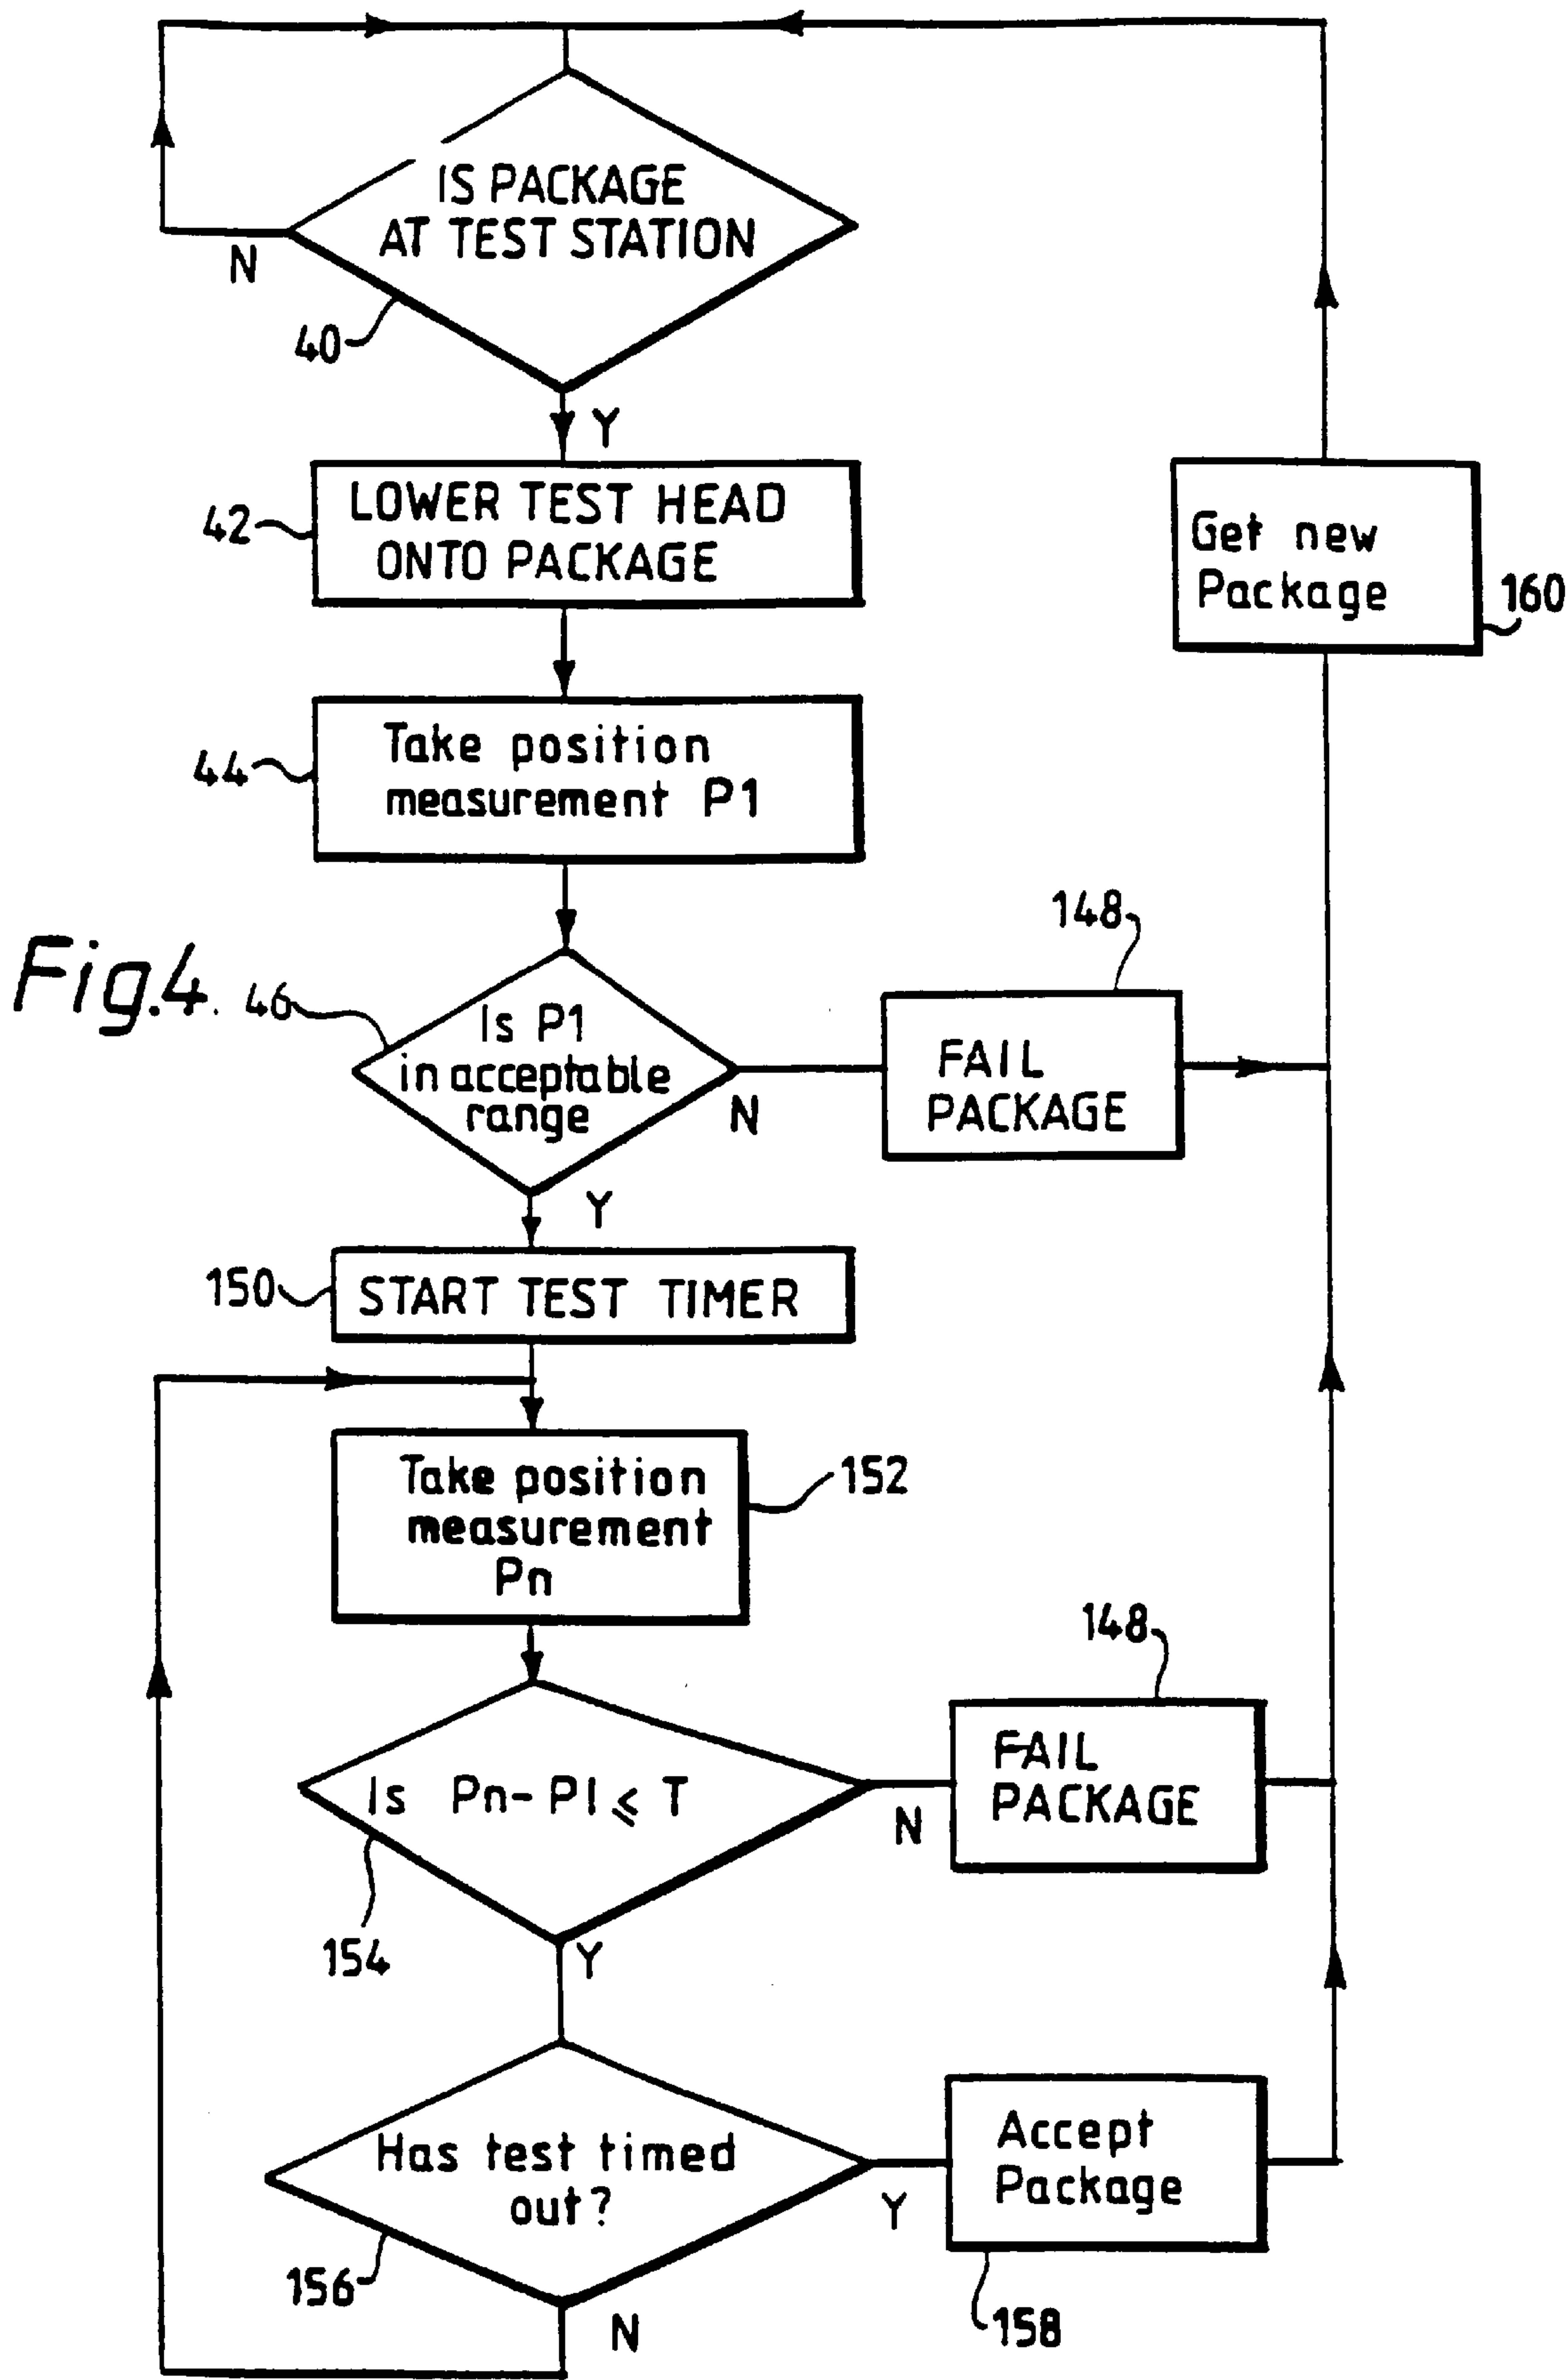 IS PACKAGE
AT TEST STATION
N
40
Y
LOWER TEST HEAD
ONTO PACKAGE
42
Get new
Package
160
Take position
measurement P1
44
148
Fig.4.
46
Is P1
in acceptable
range
N
FAIL
PACKAGE
Y
150
START TEST TIMER
Take position
measurement
Pn
152
148
Is Pn-P1 ≤ T
N
FAIL
PACKAGE
154
Y
Has test timed
out?
Y
Accept
Package
156
N
158